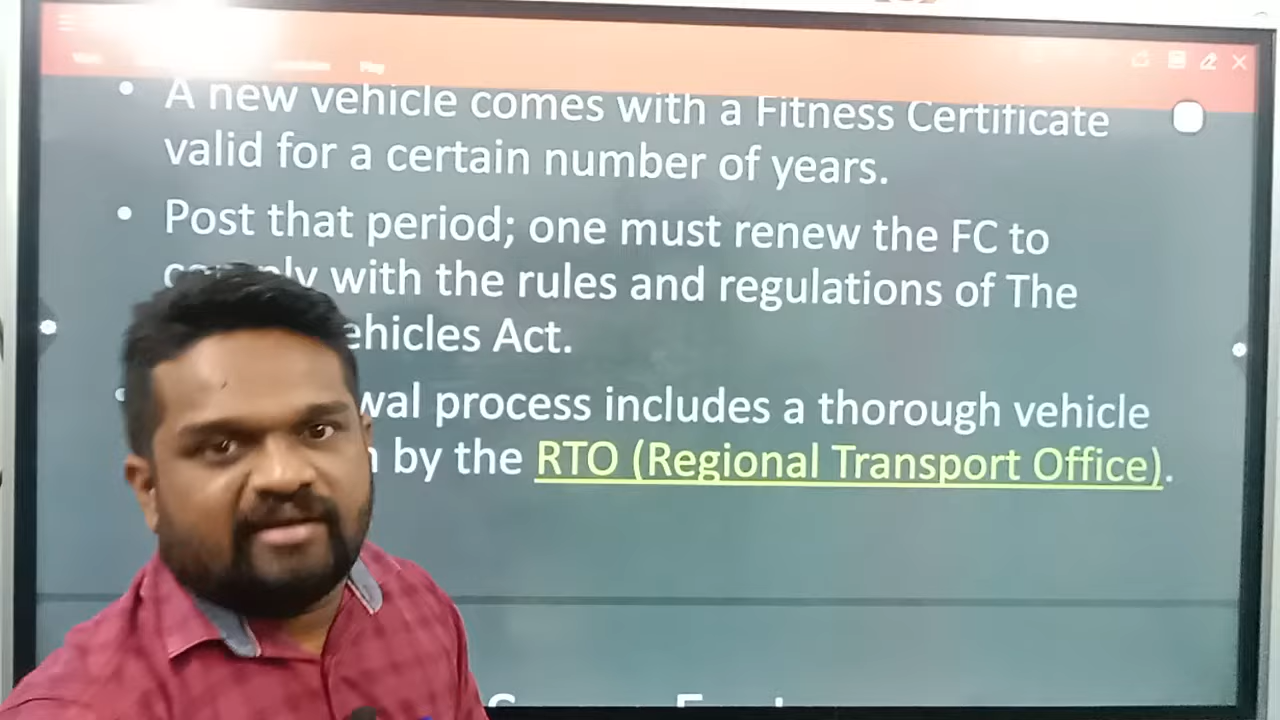 Play
• A new vehicle comes with a Fitness Certificate
valid for a certain number of years.
• Post that period; one must renew the FC to
with the rules and regulations of The
ehicles Act.
wal process includes a thorough vehicle
by the RTO (Regional Transport Office).